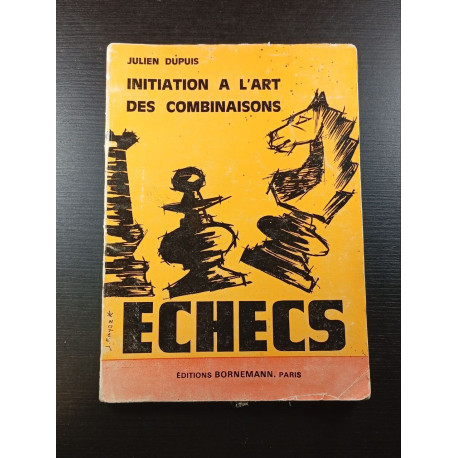 JULIEN DUPUIS
INITIATION A L'ART
DES COMBINAISONS
ECHECS
ÉDITIONS BORNEMANN. PARIS